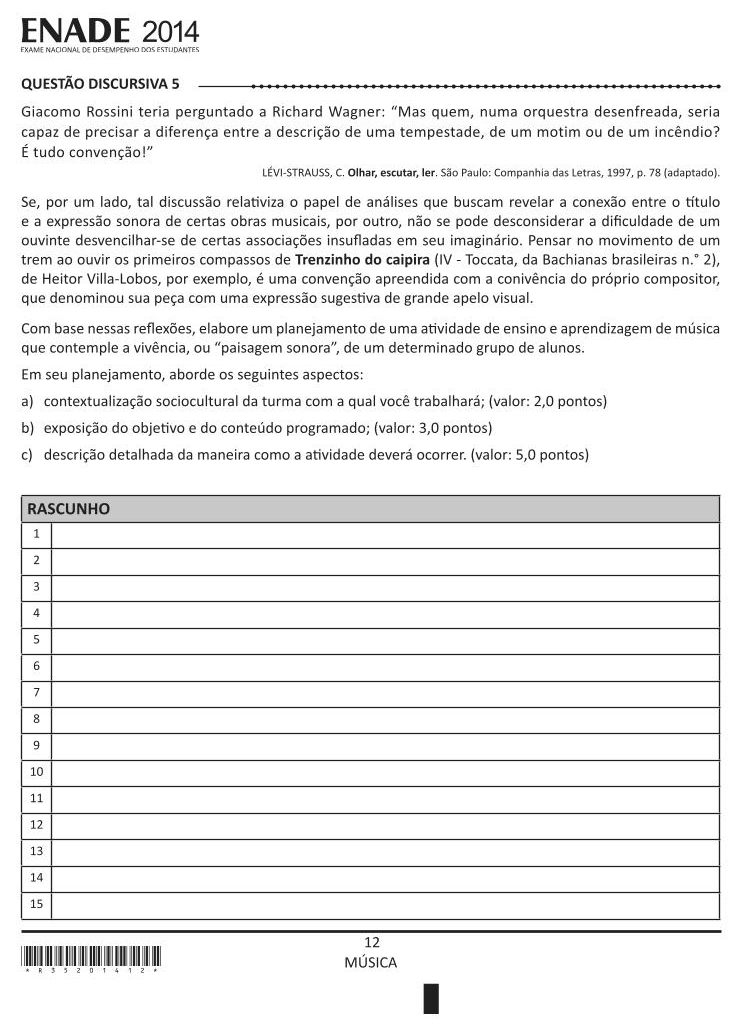 ENADE 2014
EXAME NACIONAL DE DESEMPENHO DOS ESTUDANTES
QUESTÃO DISCURSIVA 5
Giacomo Rossini teria perguntado a Richard Wagner: “Mas quem, numa orquestra desenfreada, seria
capaz de precisar a diferença entre a descrição de uma tempestade, de um motim ou de um incêndio?
É tudo convenção!”
LÉVI-STRAUSS, C. Olhar, escutar, ler. São Paulo: Companhia das Letras, 1997, p. 78 (adaptado).
Se, por um lado, tal discussão relativiza o papel de análises que buscam revelar a conexão entre o título
e a expressão sonora de certas obras musicais, por outro, não se pode desconsiderar a dificuldade de um
ouvinte desvencilhar-se de certas associações insufladas em seu imaginário. Pensar no movimento de um
trem ao ouvir os primeiros compassos de Trenzinho do caipira (IV - Toccata, da Bachianas brasileiras n.° 2),
de Heitor Villa-Lobos, por exemplo, é uma convenção apreendida com a conivência do próprio compositor,
que denominou sua peça com uma expressão sugestiva de grande apelo visual.
Com base nessas reflexões, elabore um planejamento de uma atividade de ensino e aprendizagem de música
que contemple a vivência, ou “paisagem sonora”, de um determinado grupo de alunos.
Em seu planejamento, aborde os seguintes aspectos:
a) contextualização sociocultural da turma com a qual você trabalhará; (valor: 2,0 pontos)
b) exposição do objetivo e do conteúdo programado; (valor: 3,0 pontos)
c) descrição detalhada da maneira como a atividade deverá ocorrer. (valor: 5,0 pontos)
RASCUNHO
1
2
3
4
5
6
7
8
9
10
11
12
13
14
15
12
MÚSICA
* R 3 5 2 0 1 4 1 2 *